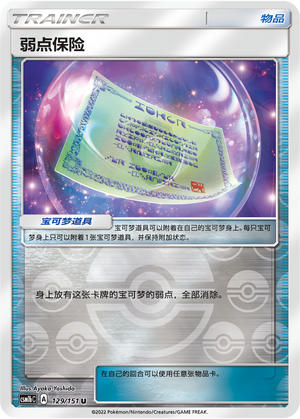 TRAINER
物品
弱点保险
宝可梦道具
宝可梦道具可以附着在自己的宝可梦身上。每只宝可
梦身上只可以附着1张宝可梦道具,并保持附加状态。
身上放有这张卡牌的宝可梦的弱点,全部消除。
Illus. Ayaka Yoshida
在自己的回合可以使用任意张物品卡。
A 129/151 U
©2022 Pokémon/Nintendo/Creatures/GAME FREAK.